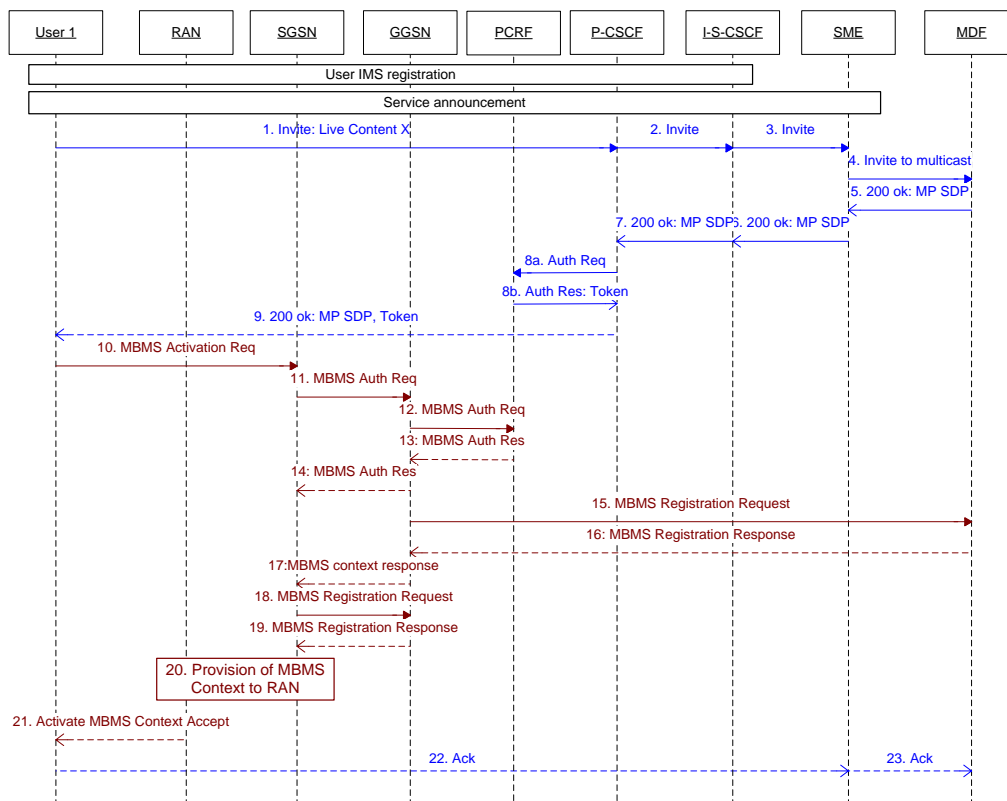 User 1
RAN
SGSN
GGSN
PCRF
P-CSCF
I-S-CSCF
SME
MDF
User IMS registration
Service announcement
1. Invite: Live Content X
2. Invite
3. Invite
4. Invite to multicast
5. 200 ok: MP SDP
7. 200 ok: MP SDP
6. 200 ok: MP SDP
8a. Auth Req
8b. Auth Res: Token
9. 200 ok: MP SDP, Token
10. MBMS Activation Req
11. MBMS Auth Req
12. MBMS Auth Req
13: MBMS Auth Res
14: MBMS Auth Res
15. MBMS Registration Request
16: MBMS Registration Response
17:MBMS context response
18. MBMS Registration Request
19. MBMS Registration Response
20. Provision of MBMS
Context to RAN
21. Activate MBMS Context Accept
22. Ack
23. Ack